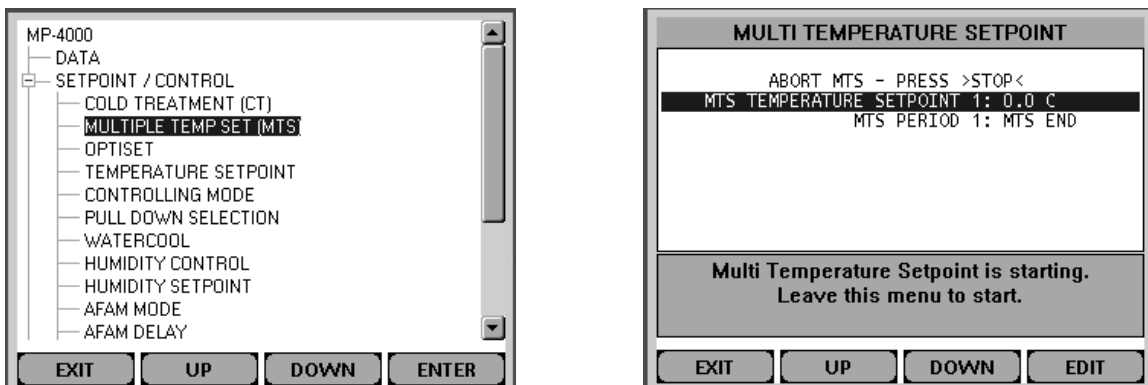 MP-4000
DATA
SETPOINT / CONTROL
COLD TREATMENT (CT)
MULTIPLE TEMP SET (MTS)
OPTISET
TEMPERATURE SETPOINT
CONTROLLING MODE
PULL DOWN SELECTION
WATERCOOL
HUMIDITY CONTROL
HUMIDITY SETPOINT
AFAM MODE
AFAM DELAY
EXIT UP DOWN ENTER
MULTI TEMPERATURE SETPOINT
ABORT MTS - PRESS >STOP<
MTS TEMPERATURE SETPOINT 1: 0.0 C
MTS PERIOD 1: MTS END
Multi Temperature Setpoint is starting.
Leave this menu to start.
EXIT UP DOWN EDIT